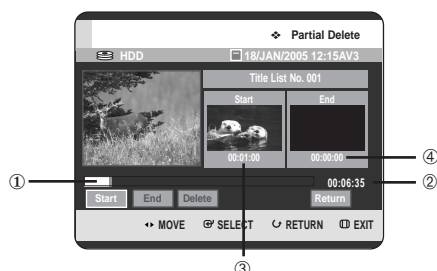 ❖ Partial Delete
HDD 18/JAN/2005 12:15AV3
Title List No. 001
Start End
00:01:00 00:00:00
④
① 00:06:35 ②
Start End Delete Return
MOVE SELECT RETURN EXIT
③